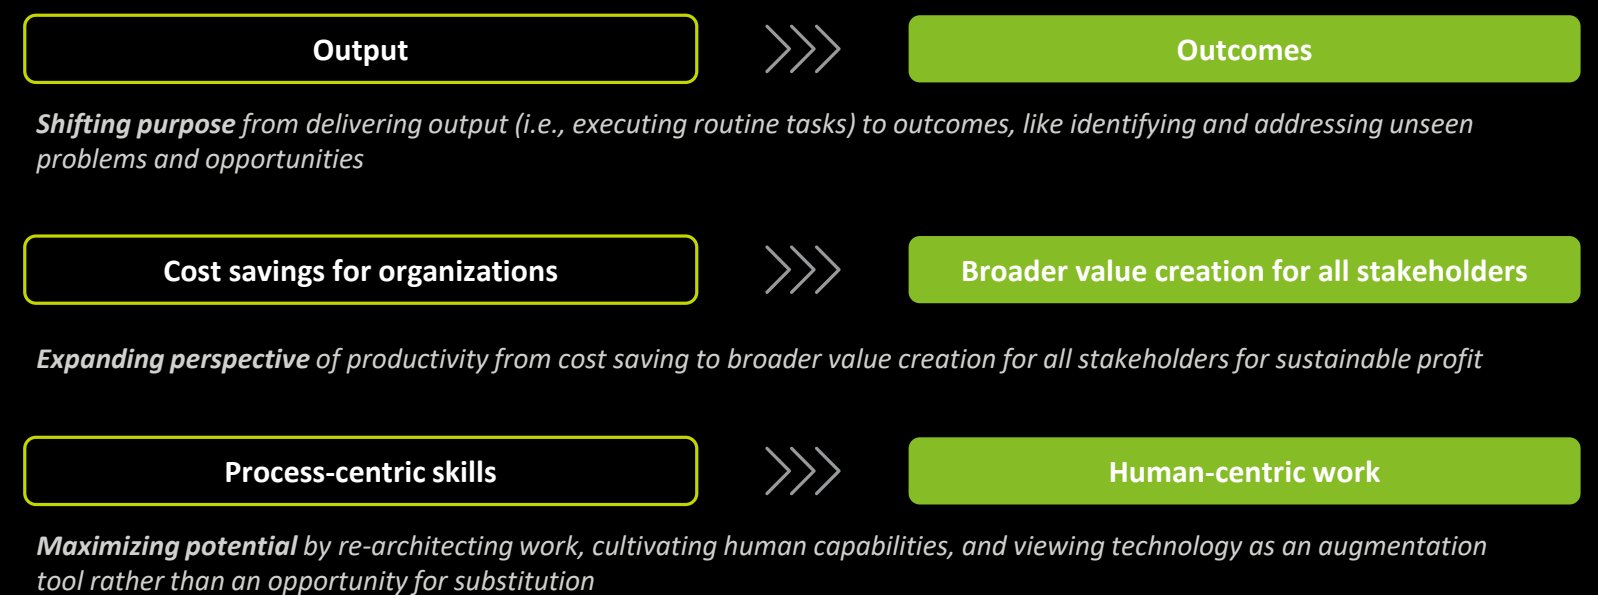 Output
Outcomes
Shifting purpose from delivering output (i.e., executing routine tasks) to outcomes, like identifying and addressing unseen
problems and opportunities
Cost savings for organizations
Broader value creation for all stakeholders
Expanding perspective of productivity from cost saving to broader value creation for all stakeholders for sustainable profit
Process-centric skills
Human-centric work
Maximizing potential by re-architecting work, cultivating human capabilities, and viewing technology as an augmentation
tool rather than an opportunity for substitution